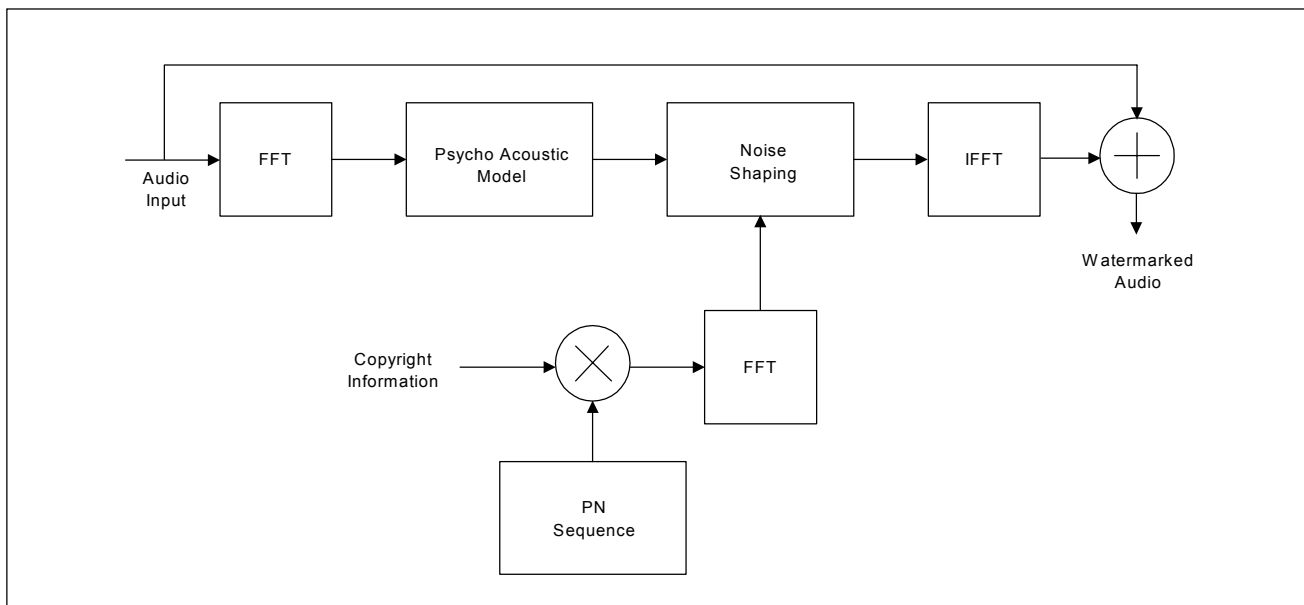 FFT
Psycho Acoustic
Model
Noise
Shaping
IFFT
Audio
Input
Watermarked
Audio
Copyright
Information
FFT
PN
Sequence